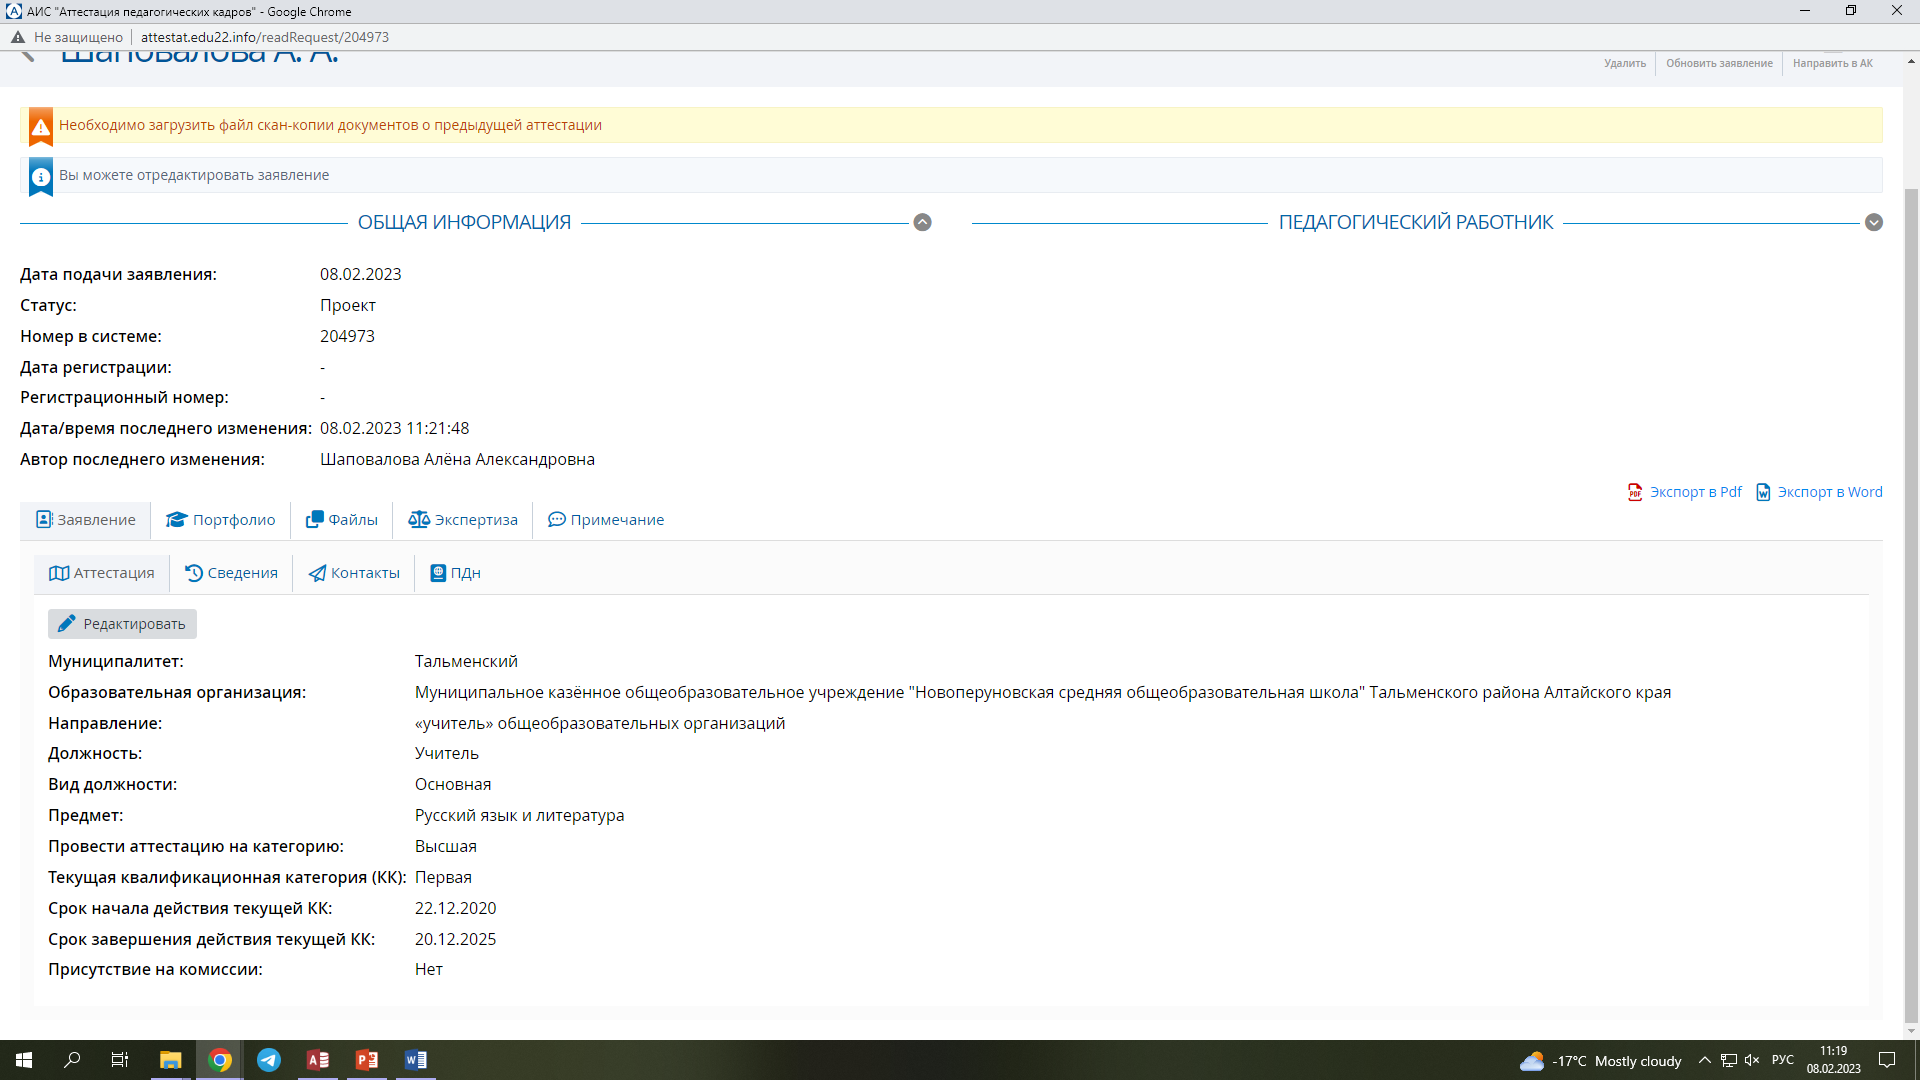 АИС "Аттестация педагогических кадров" - Google Chrome
Не защищено attestat.edu22.info/readRequest/204973
Шаповалова А. А.
Удалить Обновить заявление Направить в АК
Необходимо загрузить файл скан-копии документов о предыдущей аттестации
Вы можете отредактировать заявление
ОБЩАЯ ИНФОРМАЦИЯ ПЕДАГОГИЧЕСКИЙ РАБОТНИК
Дата подачи заявления: 08.02.2023
Статус: Проект
Номер в системе: 204973
Дата регистрации: -
Регистрационный номер: -
Дата/время последнего изменения: 08.02.2023 11:21:48
Автор последнего изменения: Шаповалова Алёна Александровна
Экспорт в Pdf Экспорт в Word
Заявление Портфолио Файлы Экспертиза Примечание
Аттестация Сведения Контакты ПДн
Редактировать
Муниципалитет: Тальменский
Образовательная организация: Муниципальное казённое общеобразовательное учреждение "Новоперуновская средняя общеобразовательная школа" Тальменского района Алтайского края
Направление: «учитель» общеобразовательных организаций
Должность: Учитель
Вид должности: Основная
Предмет: Русский язык и литература
Провести аттестацию на категорию: Высшая
Текущая квалификационная категория (КК): Первая
Срок начала действия текущей КК: 22.12.2020
Срок завершения действия текущей КК: 20.12.2025
Присутствие на комиссии: Нет
-17°C Mostly cloudy РУС 11:19
08.02.2023